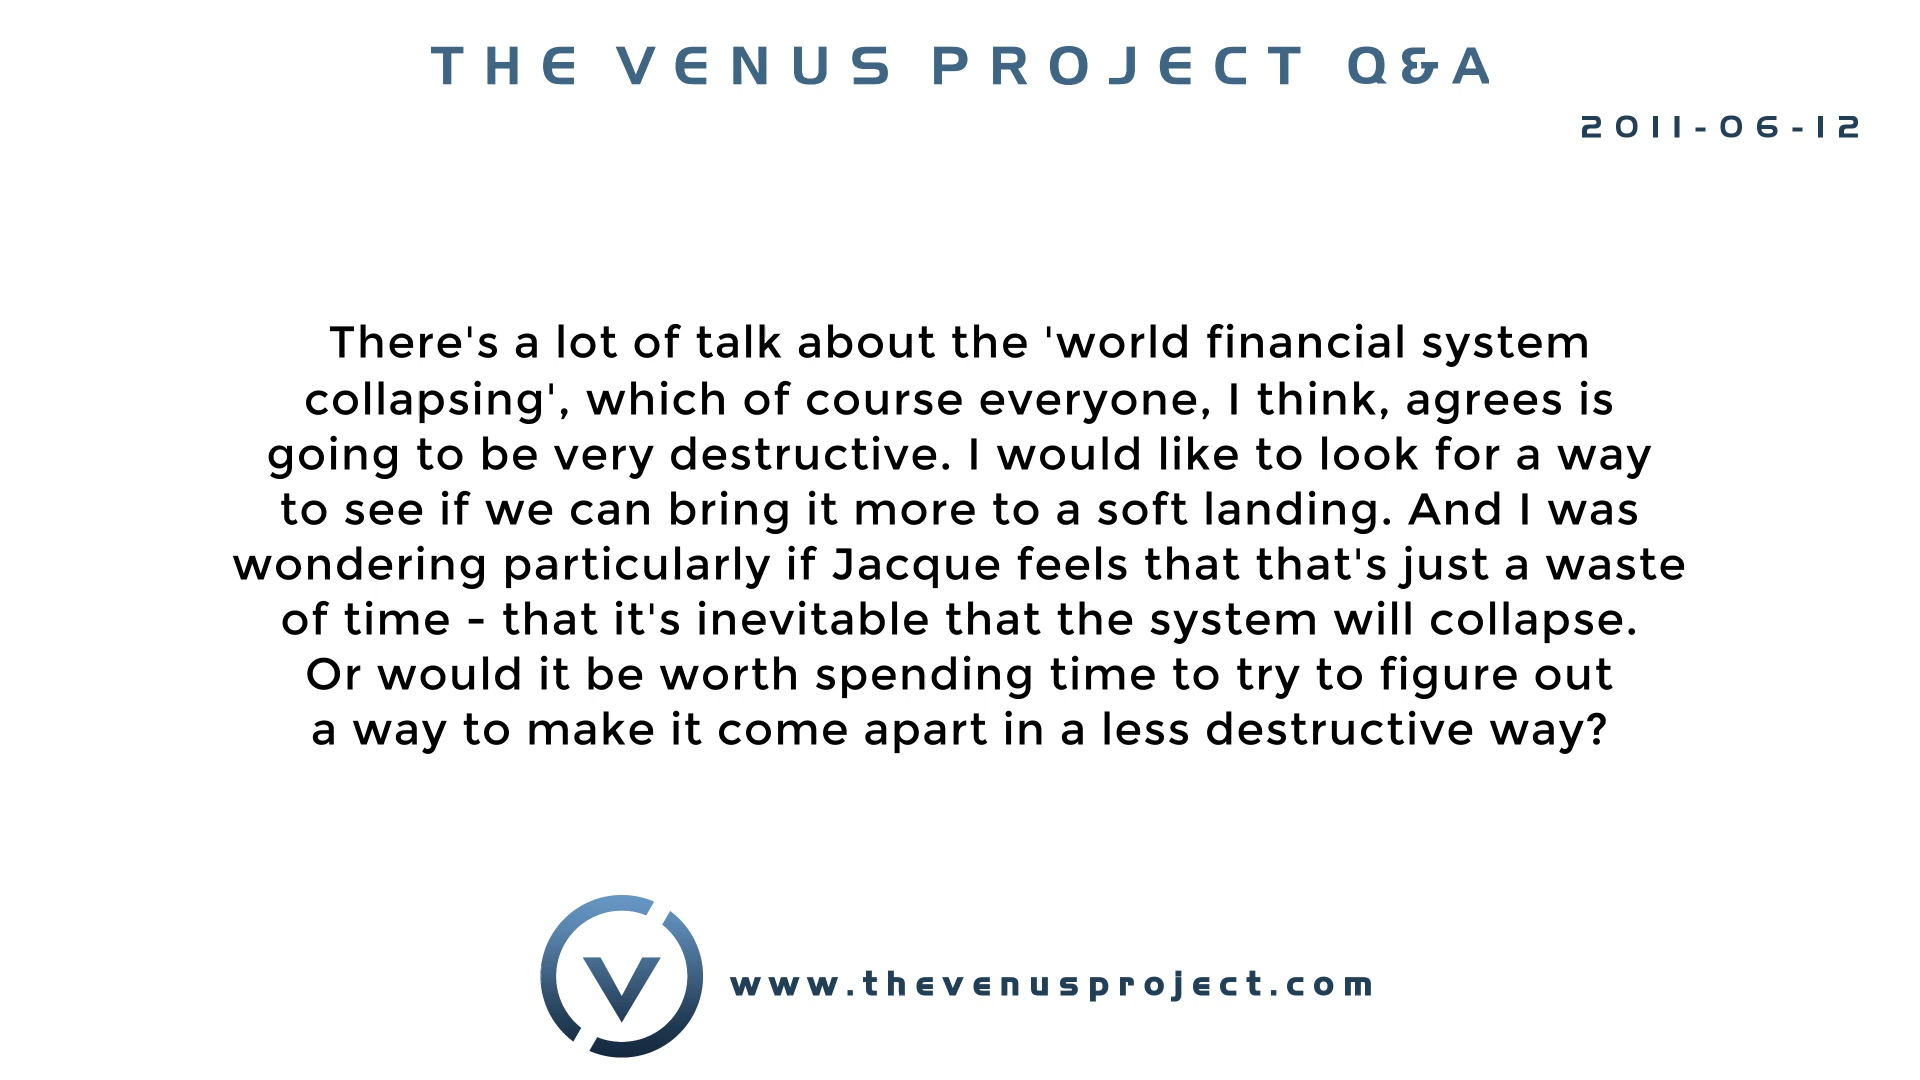 THE VENUS PROJECT Q&A
2011-06-12
There's a lot of talk about the 'world financial system
collapsing', which of course everyone, I think, agrees is
going to be very destructive. I would like to look for a way
to see if we can bring it more to a soft landing. And I was
wondering particularly if Jacque feels that that's just a waste
of time - that it's inevitable that the system will collapse.
Or would it be worth spending time to try to figure out
a way to make it come apart in a less destructive way?
V
www.thevenusproject.com